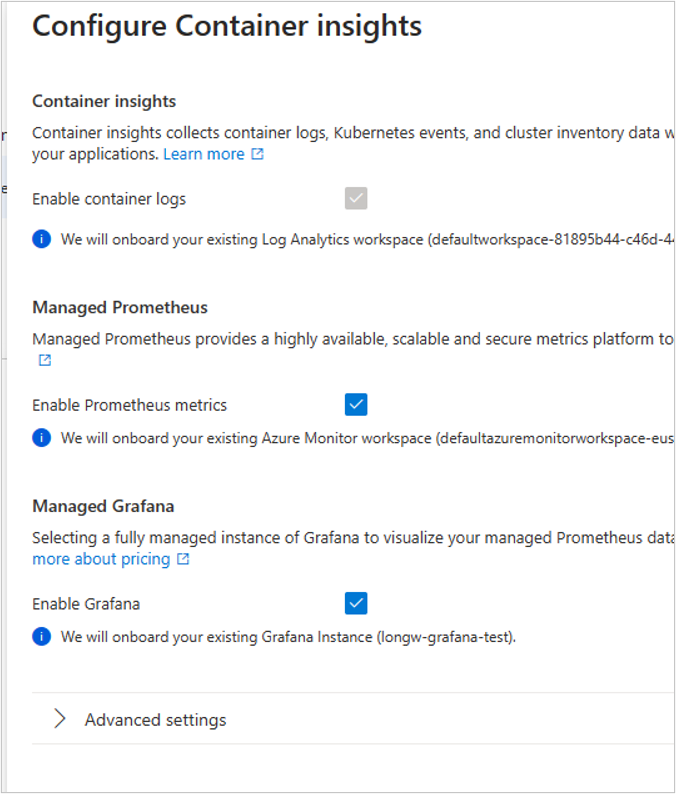 Configure Container insights
Container insights
Container insights collects container logs, Kubernetes events, and cluster inventory data
your applications. Learn more
Enable container logs
We will onboard your existing Log Analytics workspace (defaultworkspace-81895b44-c46d-4
Managed Prometheus
Managed Prometheus provides a highly available, scalable and secure metrics platform to
Enable Prometheus metrics
We will onboard your existing Azure Monitor workspace (defaultazuremonitorworkspace-eus
Managed Grafana
Selecting a fully managed instance of Grafana to visualize your managed Prometheus data
more about pricing
Enable Grafana
We will onboard your existing Grafana Instance (longw-grafana-test).
Advanced settings